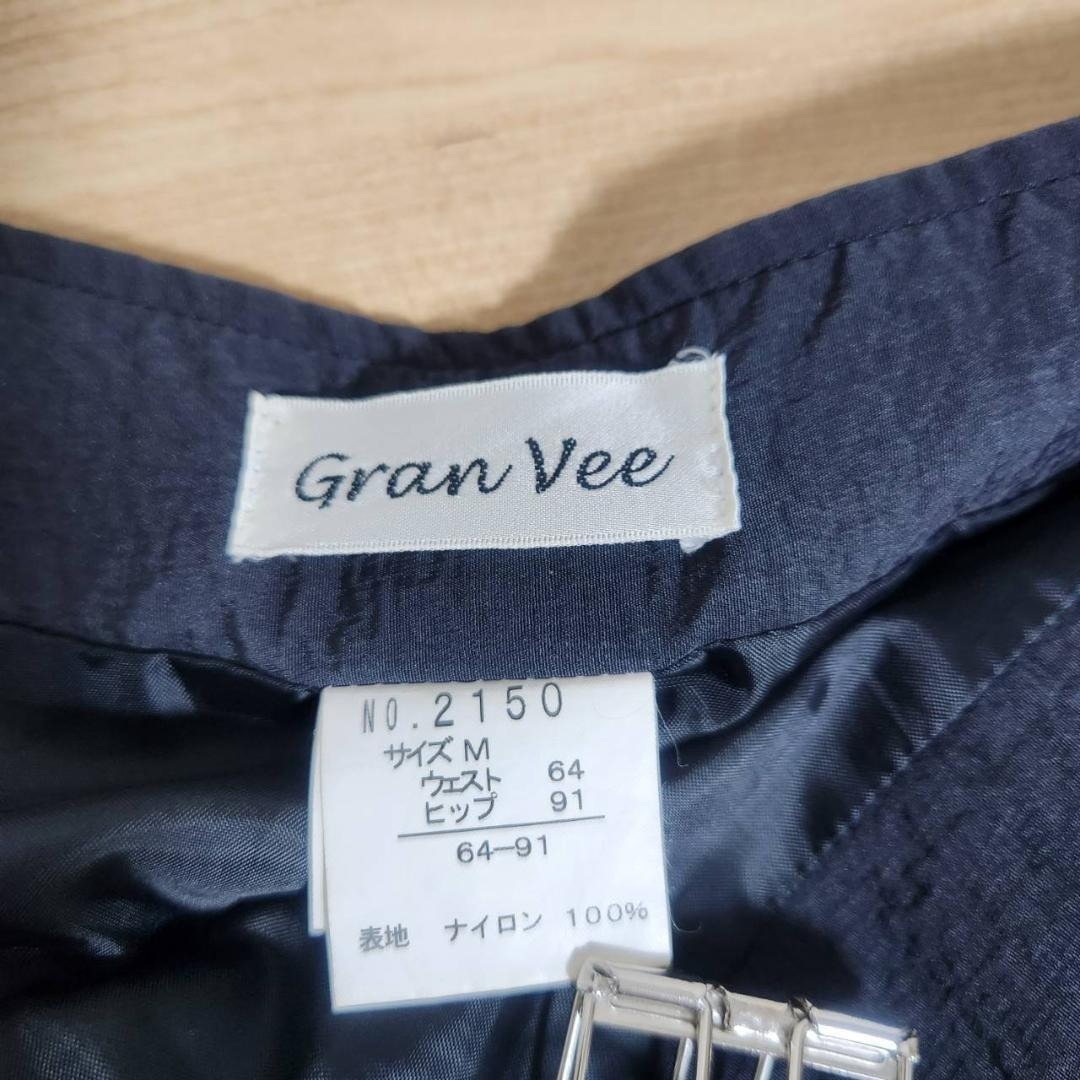 Gran Vee
NO.2150
サイズ M
ウェスト 64
ヒップ 91
64-91
表地 ナイロン 100%